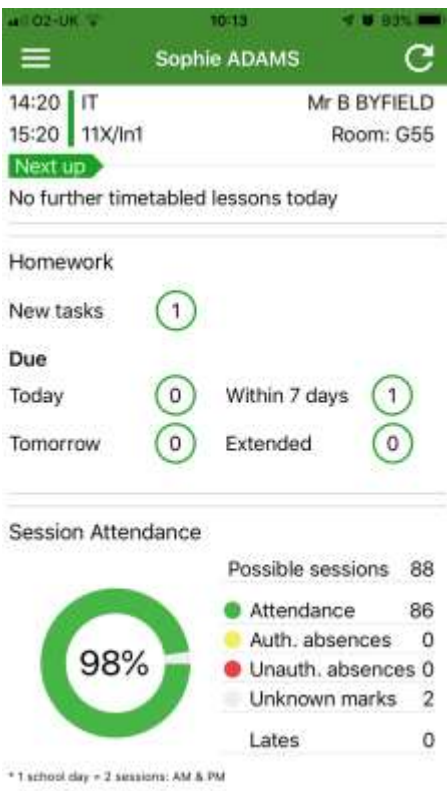 O2-UK 10:13 93%
Sophie ADAMS
14:20 IT Mr B BYFIELD
15:20 11X/In1 Room: G55
Next up
No further timetabled lessons today
Homework
New tasks 1
Due
Today 0 Within 7 days 1
Tomorrow 0 Extended 0
Session Attendance
Possible sessions 88
Attendance 86
Auth. absences 0
98%
Unauth. absences 0
Unknown marks 2
Lates 0
* 1 school day = 2 sessions: AM & PM